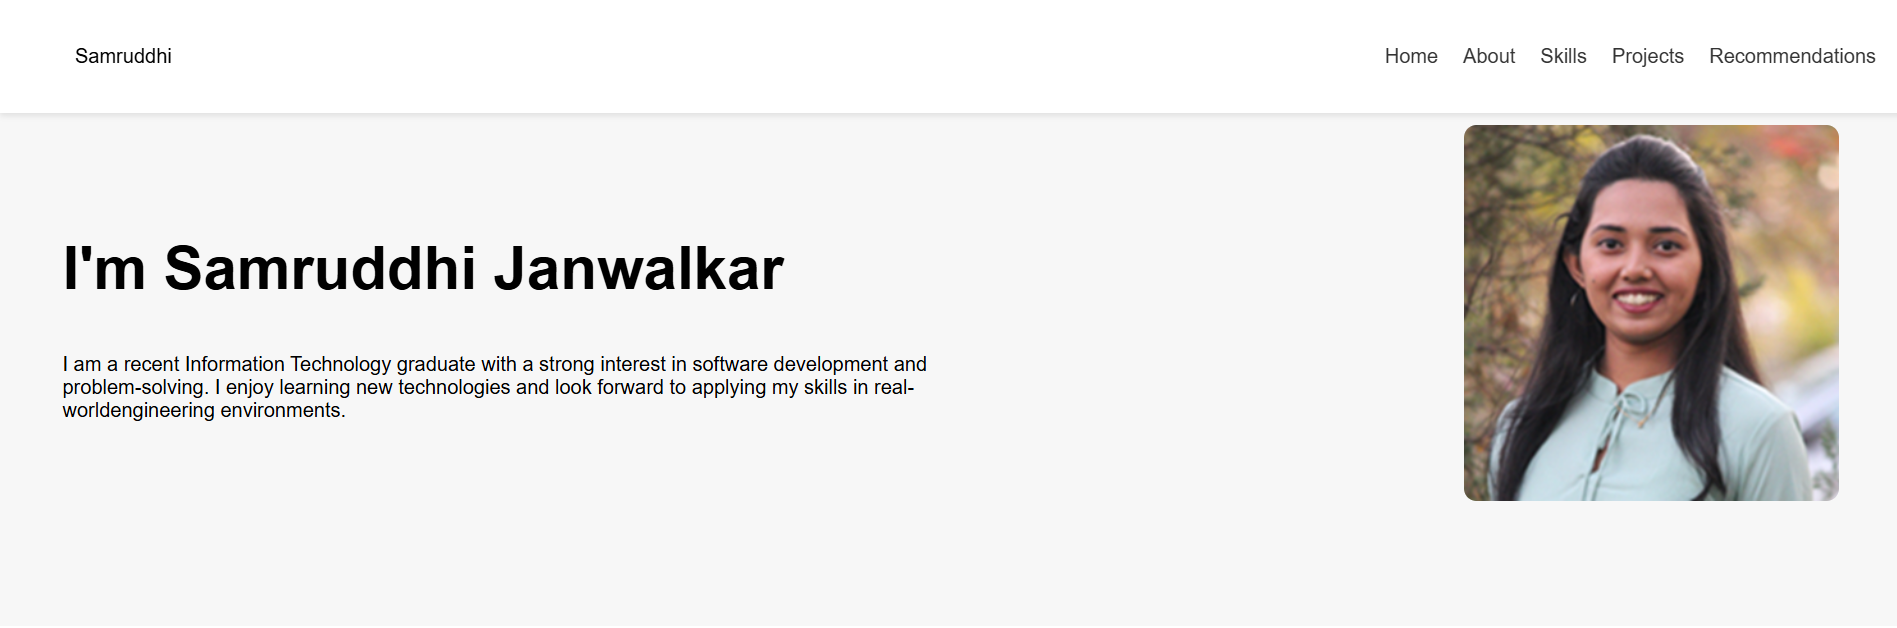 Samruddhi
Home About Skills Projects Recommendations
I'm Samruddhi Janwalkar
I am a recent Information Technology graduate with a strong interest in software development and
problem-solving. I enjoy learning new technologies and look forward to applying my skills in real-
worldengineering environments.